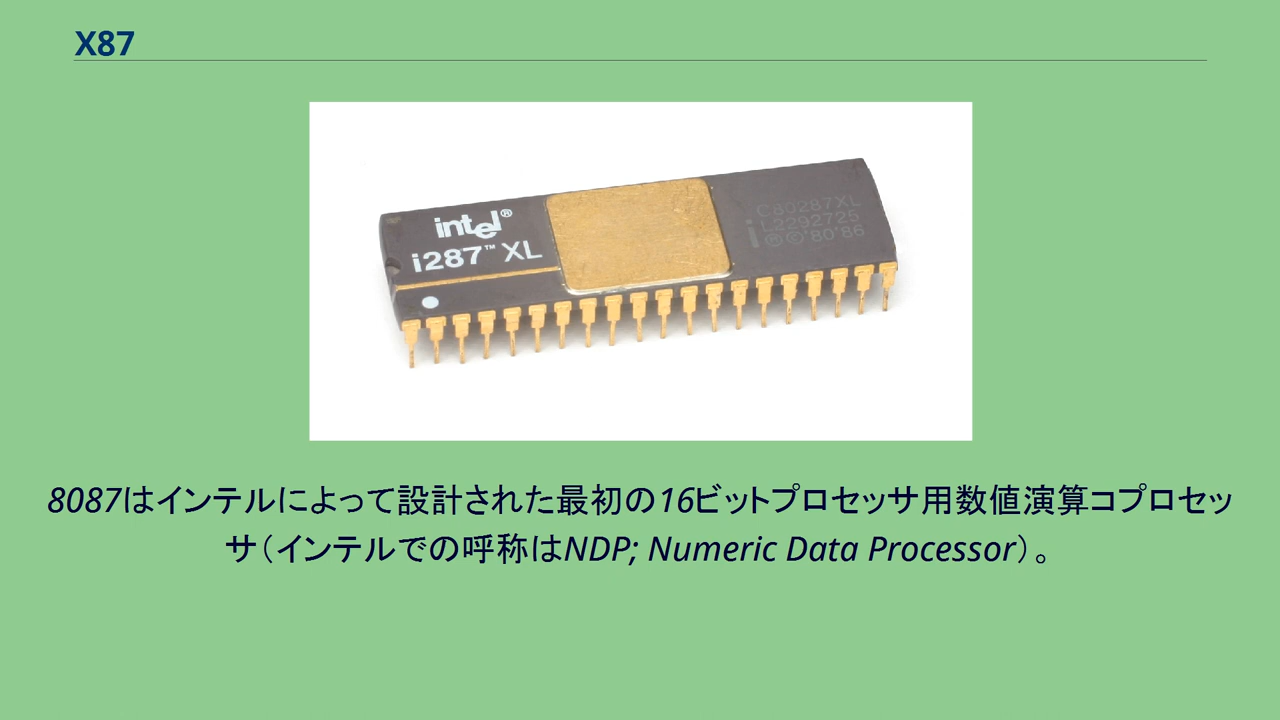 X87
intel®
i287™ XL
C80287XL
L2292725
i Ⓜ © '80 '86
8087はインテルによって設計された最初の16ビットプロセッサ用数値演算コプロセッ
サ（インテルでの呼称はNDP; Numeric Data Processor）。